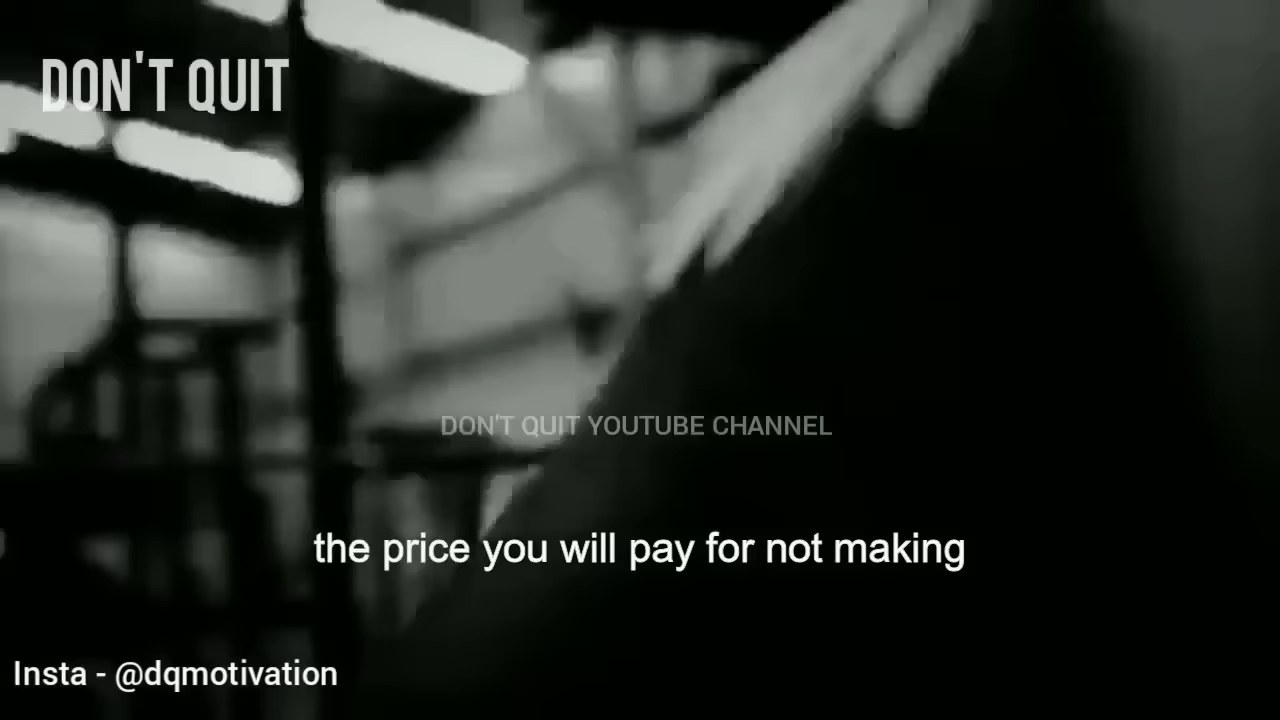 DON'T QUIT
DON'T QUIT YOUTUBE CHANNEL
the price you will pay for not making
Insta - @dqmotivation